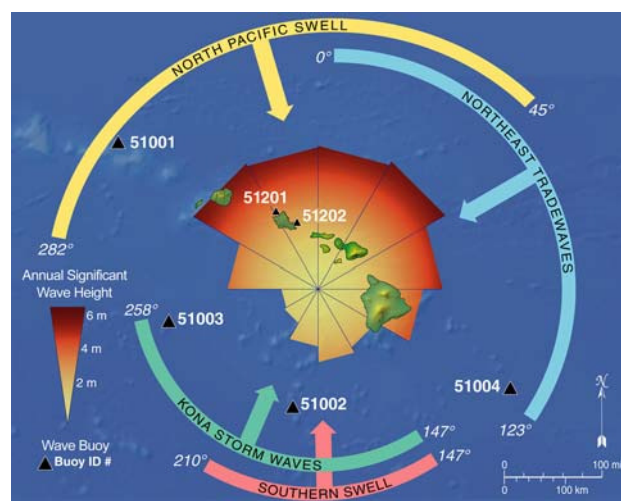 NORTH PACIFIC SWELL
0°
45°
NORTHEAST TRADEWAVES
51001
51201
51202
282°
Annual Significant
Wave Height
6 m
4 m
2 m
258°
51003
51004
51002
KONA STORM WAVES
147°
147°
123°
210°
SOUTHERN SWELL
Wave Buoy
Buoy ID #
N
100 0 100 mi
100 km